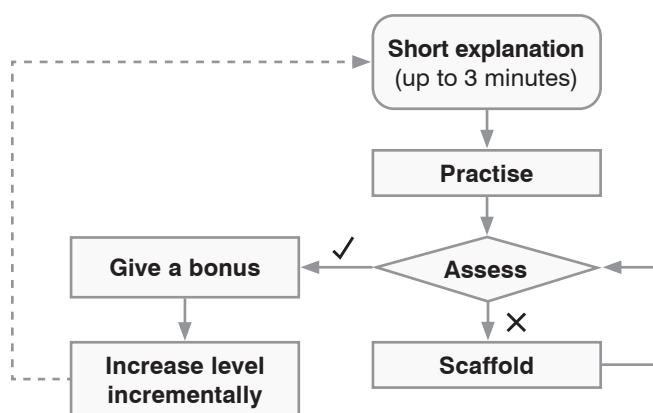 Short explanation
(up to 3 minutes)
Practise
Assess
Give a bonus
Scaffold
Increase level
incrementally